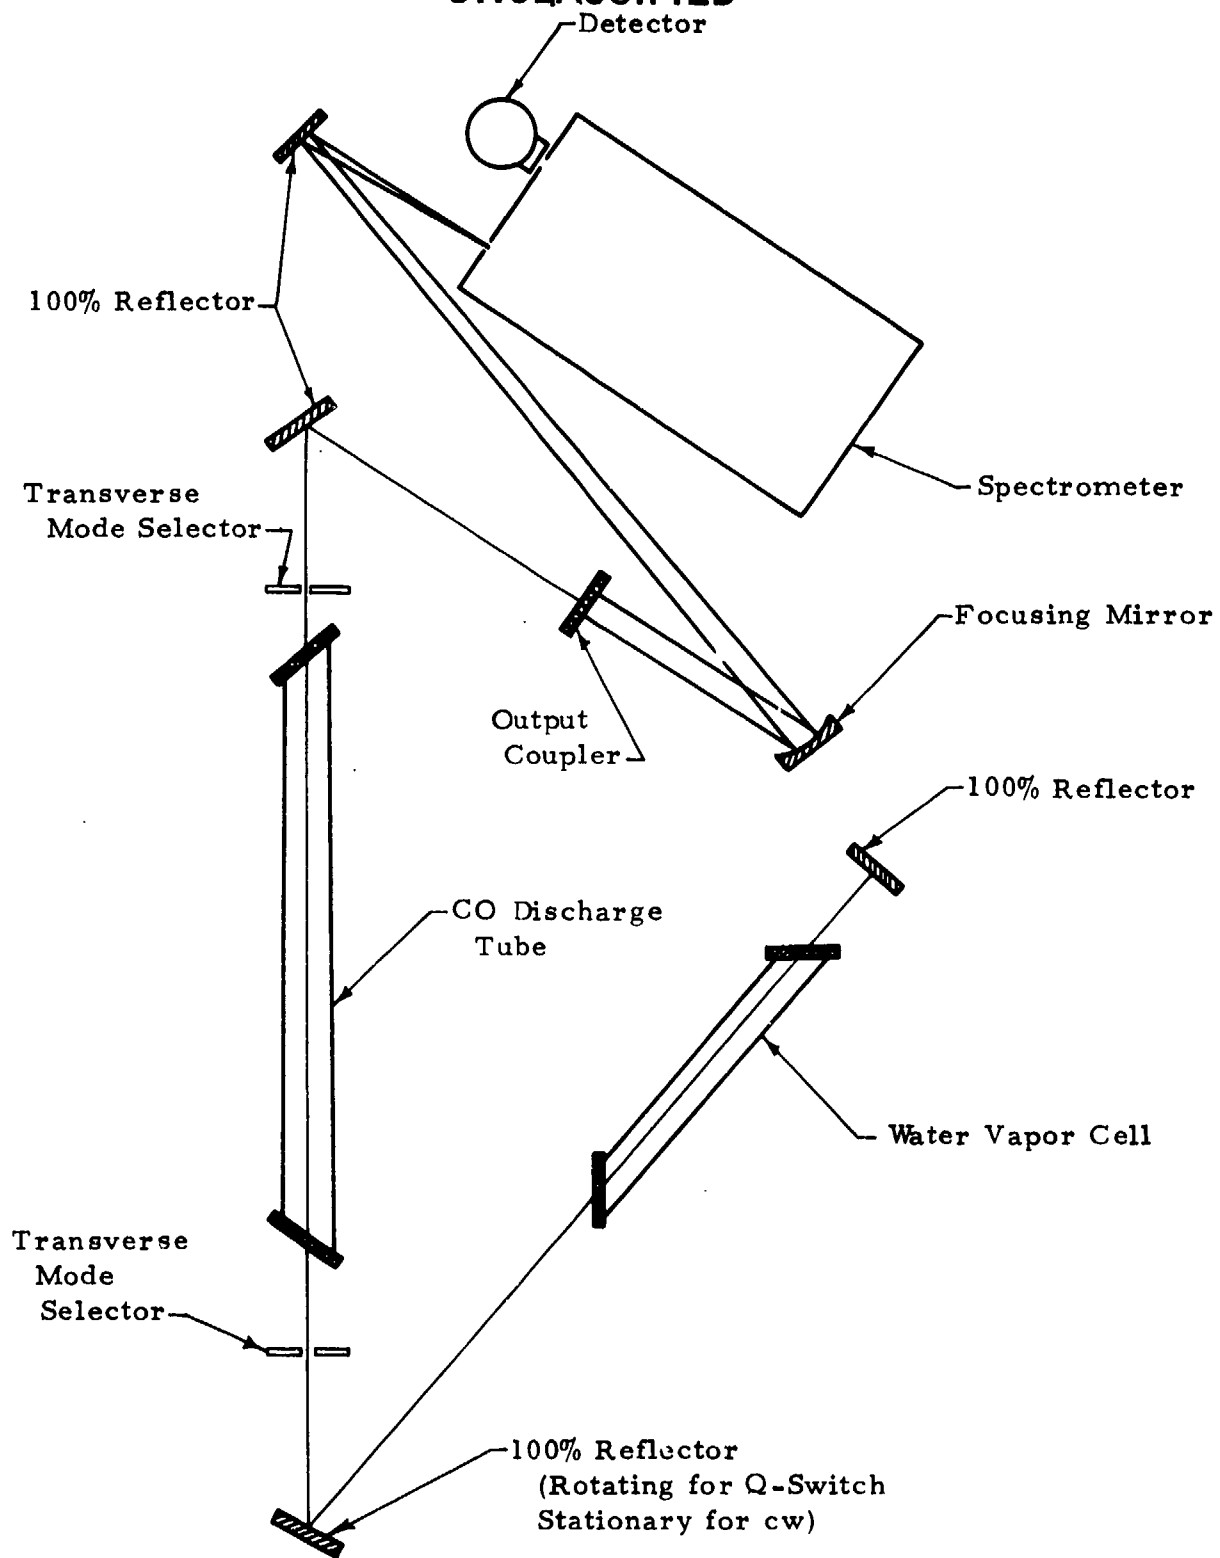 Detector
100% Reflector
Transverse
Mode Selector
Spectrometer
Focusing Mirror
Output
Coupler
100% Reflector
CO Discharge
Tube
Water Vapor Cell
Transverse
Mode
Selector
100% Reflector
(Rotating for Q-Switch
Stationary for cw)